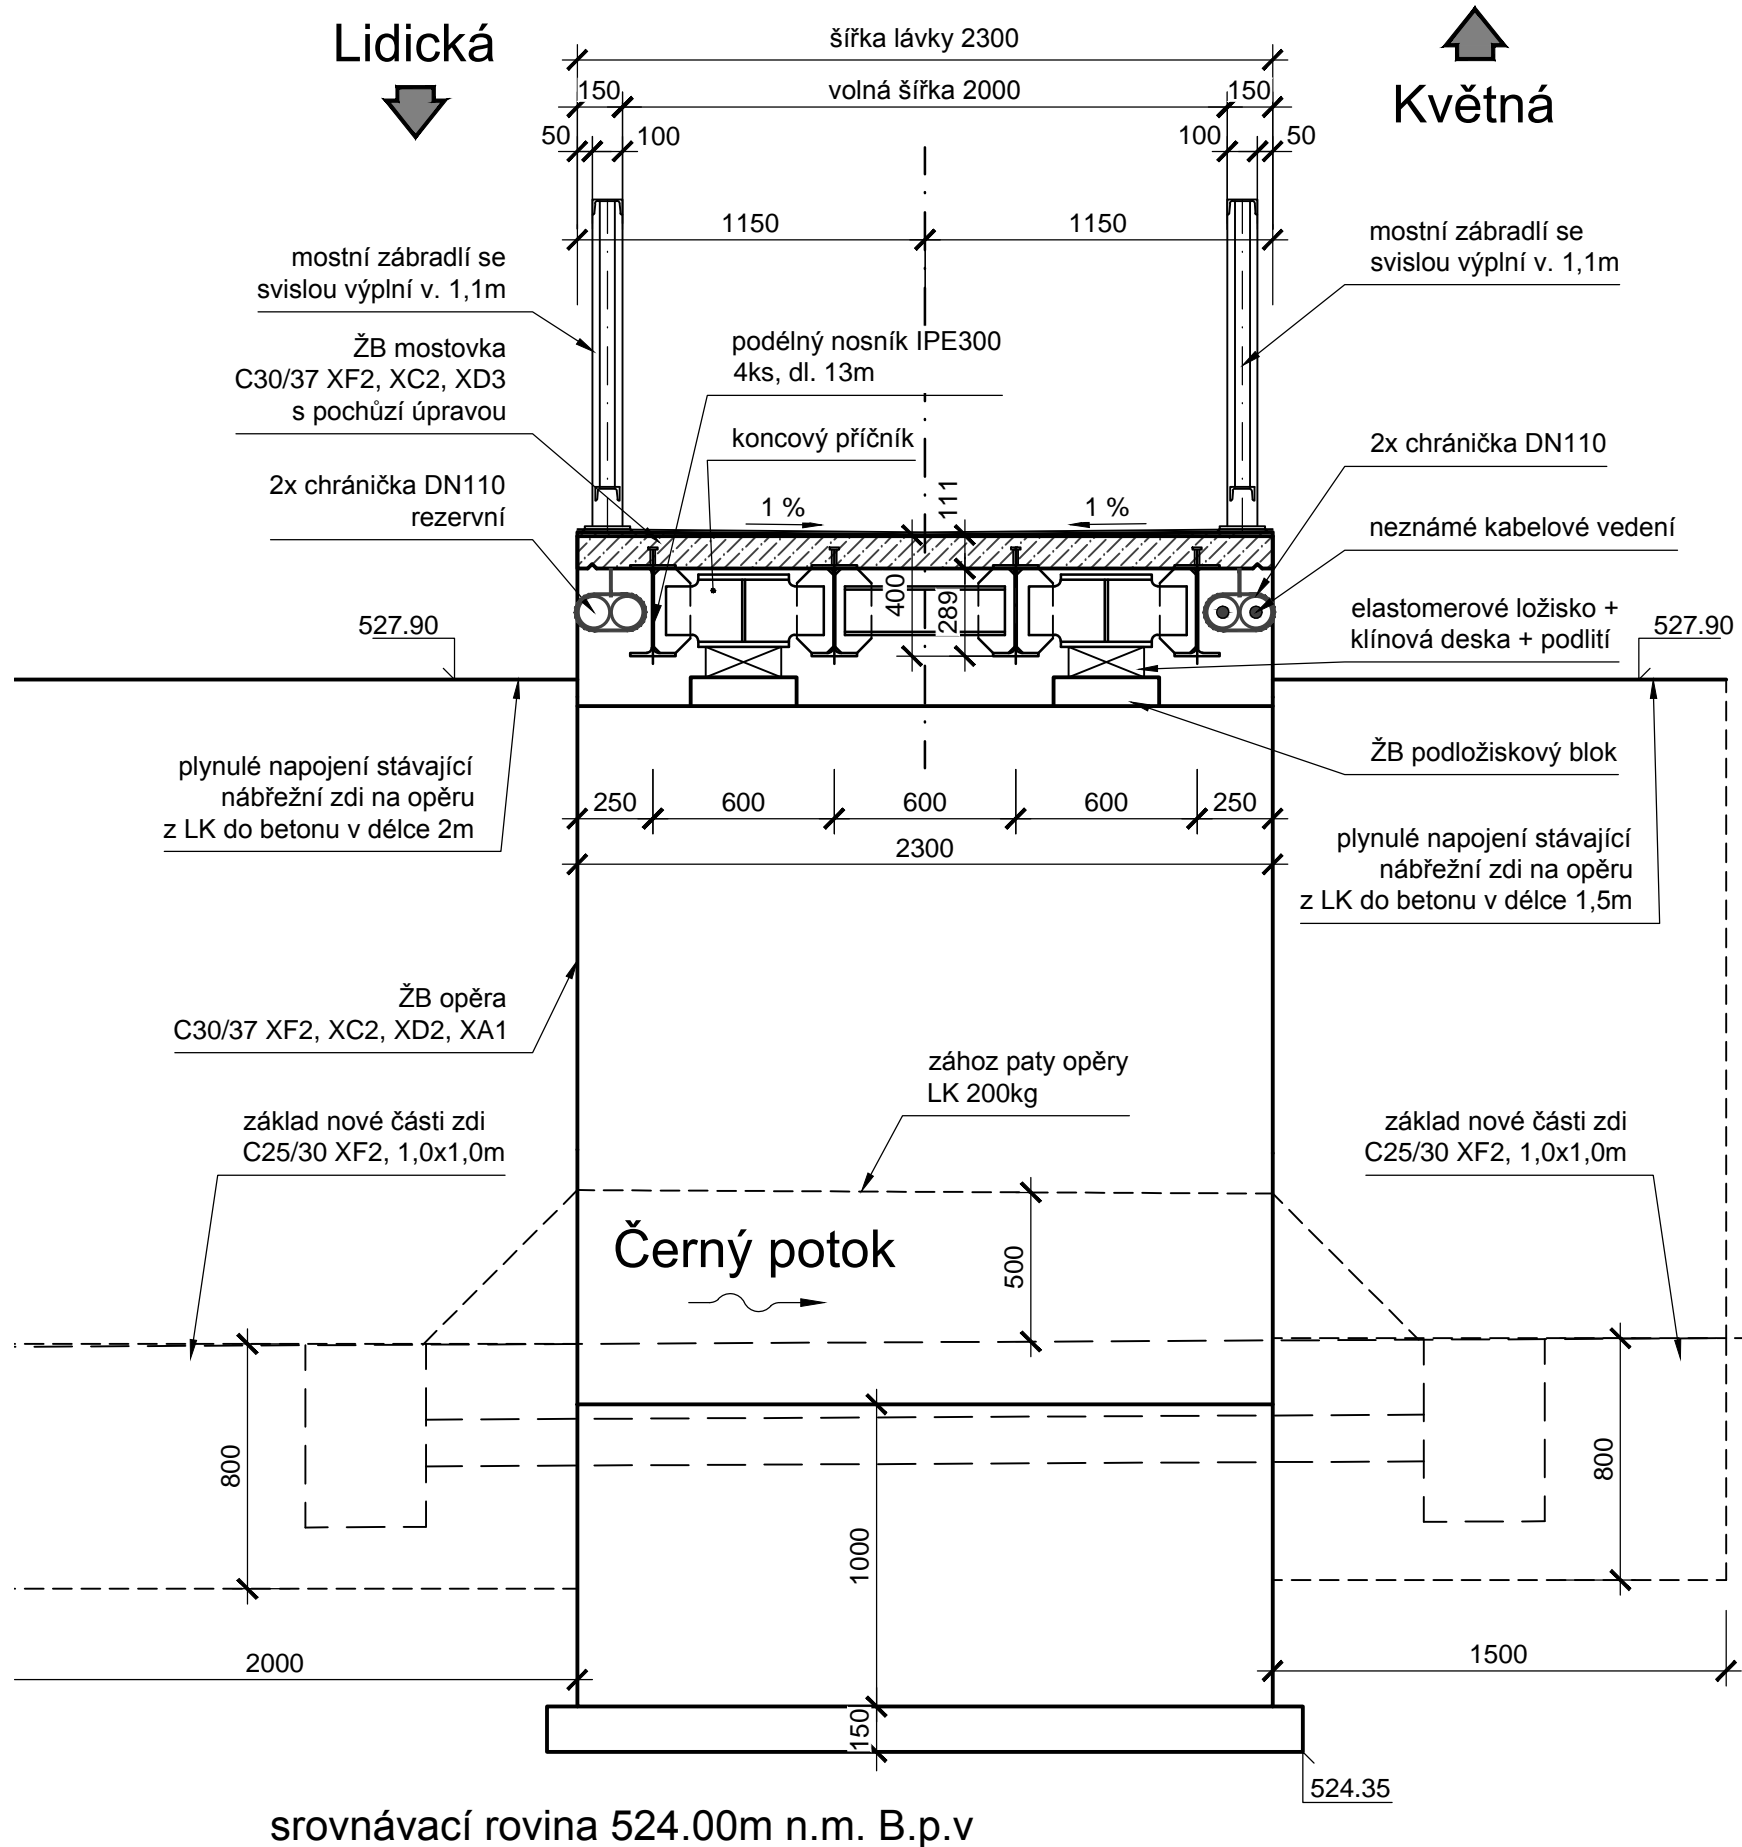 Lidická
Květná
šířka lávky 2300
150
volná šířka 2000
150
50
100
100
50
1150
1150
mostní zábradlí se
svislou výplní v. 1,1m
mostní zábradlí se
svislou výplní v. 1,1m
ŽB mostovka
C30/37 XF2, XC2, XD3
s pochůzí úpravou
podélný nosník IPE300
4ks, dl. 13m
koncový příčník
2x chránička DN110
rezervní
2x chránička DN110
neznámé kabelové vedení
1 %
111
1 %
400
289
elastomerové ložisko +
klínová deska + podlití
527.90
527.90
ŽB podložiskový blok
plynulé napojení stávající
nábřežní zdi na opěru
z LK do betonu v délce 2m
250
600
600
600
250
2300
plynulé napojení stávající
nábřežní zdi na opěru
z LK do betonu v délce 1,5m
ŽB opěra
C30/37 XF2, XC2, XD2, XA1
zához paty opěry
LK 200kg
základ nové části zdi
C25/30 XF2, 1,0x1,0m
základ nové části zdi
C25/30 XF2, 1,0x1,0m
Černý potok
500
800
800
1000
2000
1500
150
524.35
srovnávací rovina 524.00m n.m. B.p.v